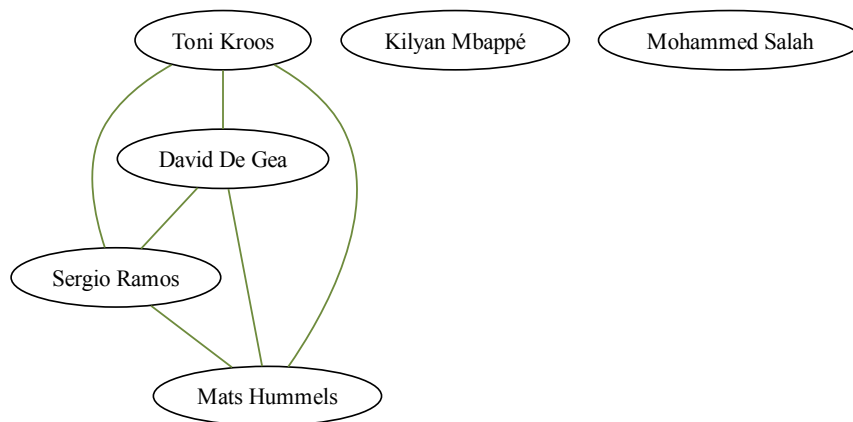 Toni Kroos
Kilyan Mbappé
Mohammed Salah
David De Gea
Sergio Ramos
Mats Hummels